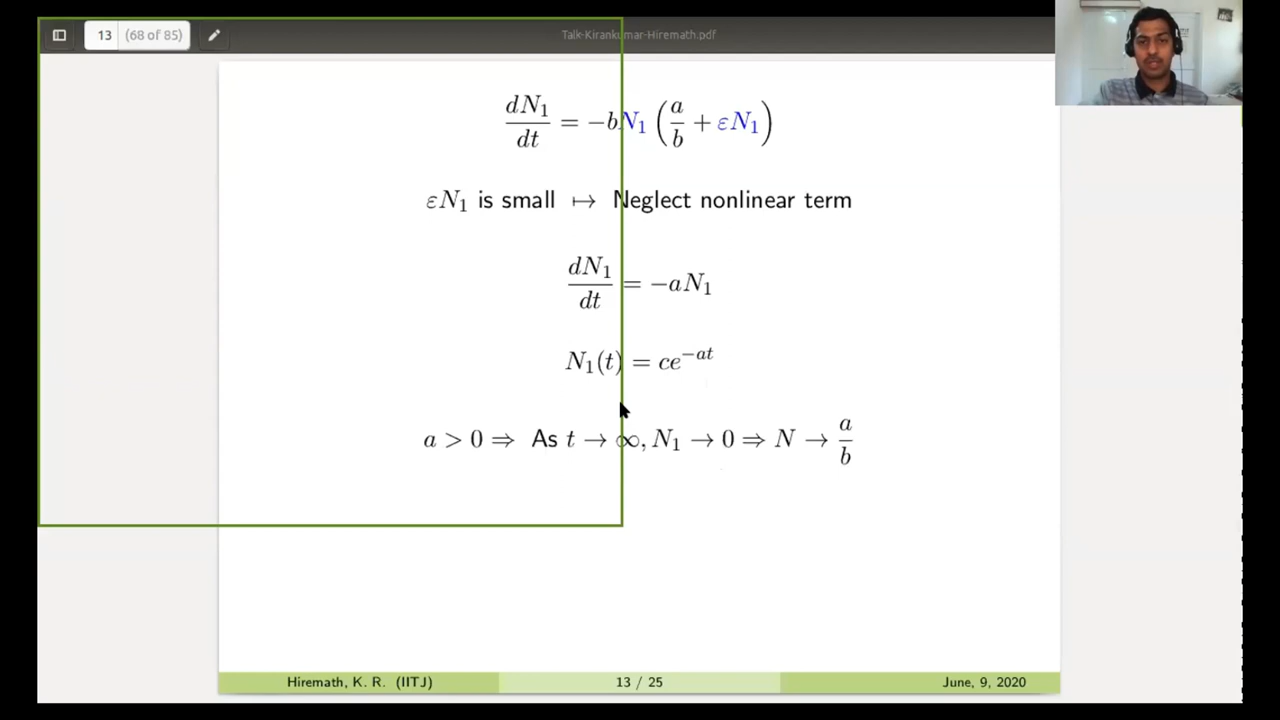 13 (68 of 85) Talk-Kirankumar-Hiremath.pdf
dN₁/dt = −bN₁ (a/b + εN₁)
εN₁ is small ↦ Neglect nonlinear term
dN₁/dt = −aN₁
N₁(t) = ce^{−at}
a > 0 ⇒ As t → ∞, N₁ → 0 ⇒ N → a/b
Hiremath, K. R. (IITJ) 13 / 25 June, 9, 2020